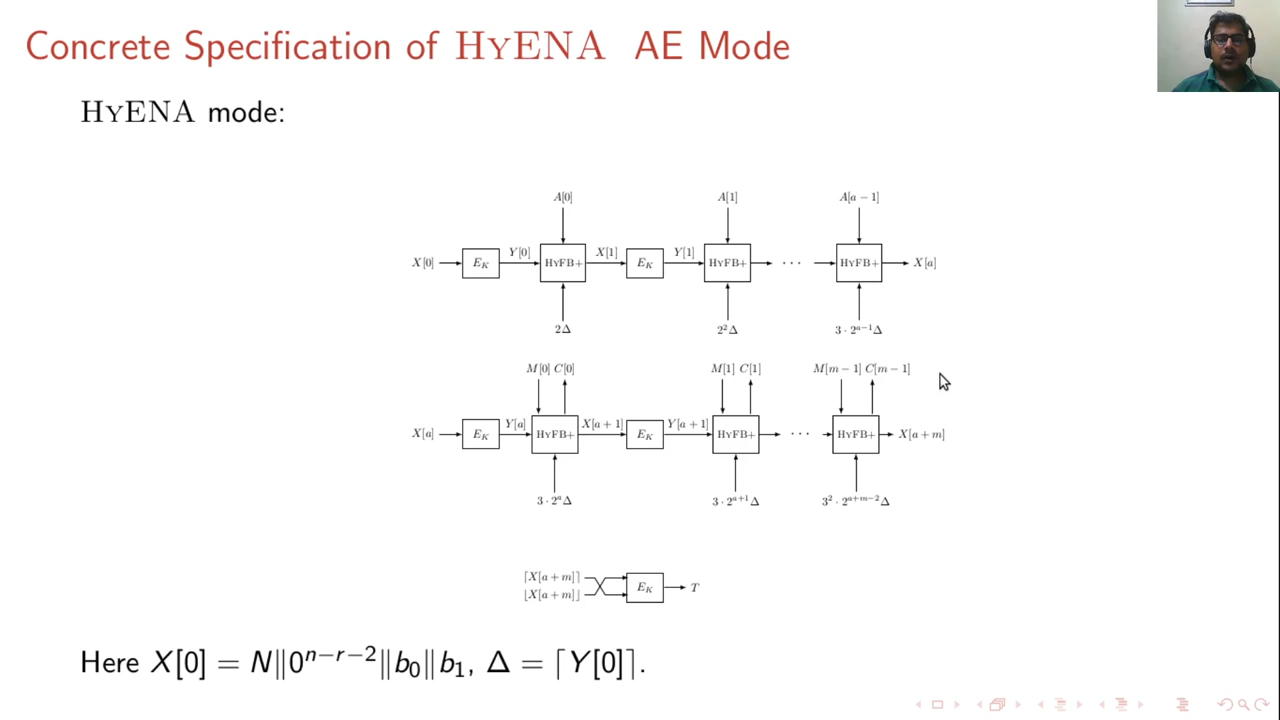 Concrete Specification of HYENA AE Mode
HYENA mode:
A[0] A[1] A[a − 1]
X[0] E_K Y[0] HYFB+ X[1] E_K Y[1] HYFB+ · · · HYFB+ X[a]
2Δ 2²Δ 3 · 2^{a−1}Δ
M[0] C[0] M[1] C[1] M[m − 1] C[m − 1]
X[a] E_K Y[a] HYFB+ X[a + 1] E_K Y[a + 1] HYFB+ · · · HYFB+ X[a + m]
3 · 2^aΔ 3 · 2^{a+1}Δ 3² · 2^{a+m−2}Δ
⌈X[a + m]⌉
⌊X[a + m]⌋ E_K T
Here X[0] = N‖0^{n−r−2}‖b₀‖b₁, Δ = ⌈Y[0]⌉.